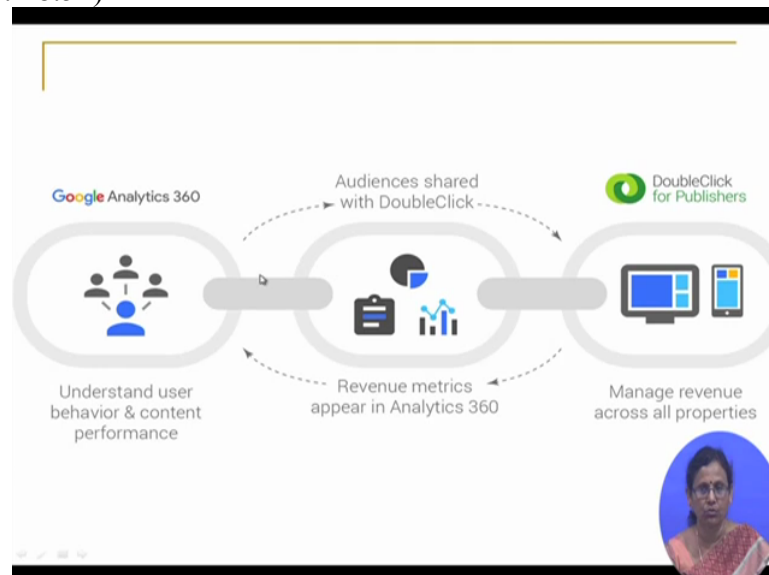 Google Analytics 360
Audiences shared
with DoubleClick
DoubleClick
for Publishers
Understand user
behavior & content
performance
Revenue metrics
appear in Analytics 360
Manage revenue
across all properties